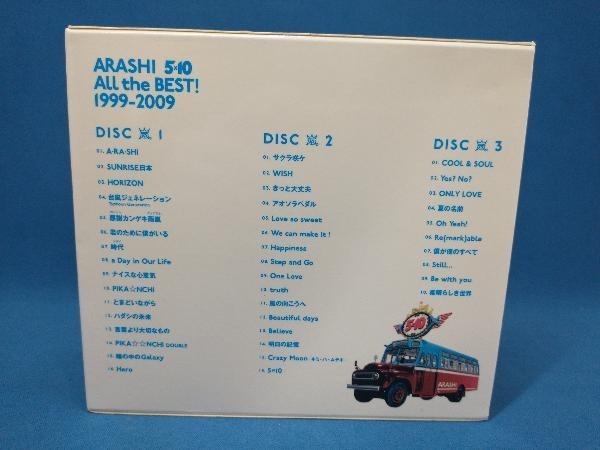 ARASHI 5×10
All the BEST!
1999-2009
DISC 嵐 1
01. A・RA・SHI
02. SUNRISE日本
03. HORIZON
04. 台風ジェネレーション
Typhoon Generation
05. 感謝カンゲキ雨嵐
06. 君のために僕がいる
07. 時代
08. a Day in Our Life
09. ナイスな心意気
10. PIKA☆NCHI
11. とまどいながら
12. ハダシの未来
13. 言葉より大切なもの
14. PIKA☆☆NCHI DOUBLE
15. 瞳の中のGalaxy
16. Hero
DISC 嵐 2
01. サクラ咲ケ
02. WISH
03. きっと大丈夫
04. アオゾラペダル
05. Love so sweet
06. We can make it!
07. Happiness
08. Step and Go
09. One Love
10. truth
11. 風の向こうへ
12. Beautiful days
13. Believe
14. 明日の記憶
15. Crazy Moon キミ・ハ・ムテキ
16. 5×10
DISC 嵐 3
01. COOL & SOUL
02. Yes? No?
03. ONLY LOVE
04. 夏の名前
05. Oh Yeah!
06. Re(mark)able
07. 僕が僕のすべて
08. Still...
09. Be with you
10. 素晴らしき世界
5×10
ARASHI